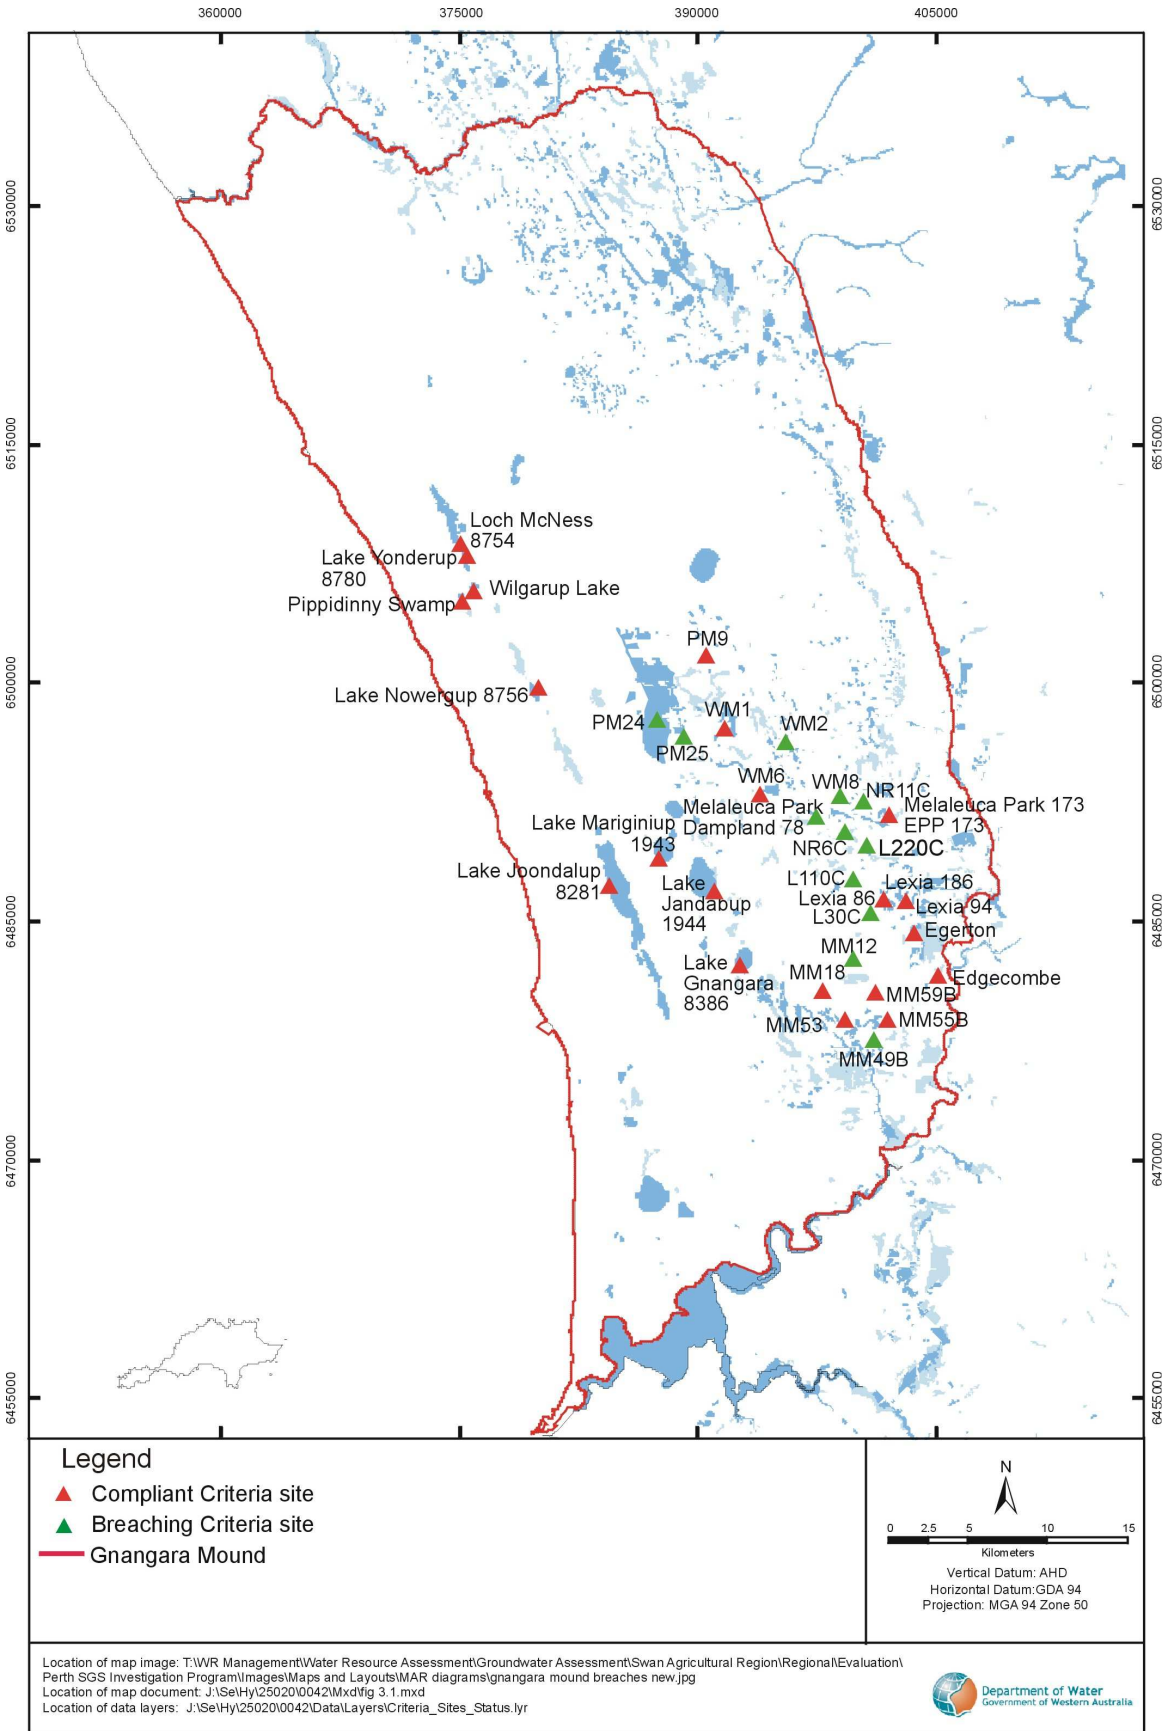 360000
375000
390000
405000
6530000
6530000
6515000
6515000
Loch McNess
8754
Lake Yonderup
8780
Wilgarup Lake
Pippidinny Swamp
PM9
6500000
6500000
Lake Nowergup 8756
PM24
WM1
WM2
PM25
WM6
WM8
NR11C
Melaleuca Park
Dampland 78
Melaleuca Park 173
EPP 173
Lake Mariginiup
1943
NR6C
L220C
Lake Joondalup
8281
Lake
Jandabup
1944
L110C
Lexia 186
Lexia 86
Lexia 94
L30C
6485000
6485000
Egerton
MM12
Lake
Gnangara
8386
MM18
Edgecombe
MM59B
MM53
MM55B
MM49B
6470000
6470000
6455000
6455000
Legend
Compliant Criteria site
Breaching Criteria site
Gnangara Mound
N
0 2.5 5 10 15
Kilometers
Vertical Datum: AHD
Horizontal Datum:GDA 94
Projection: MGA 94 Zone 50
Location of map image: T:\WR Management\Water Resource Assessment\Groundwater Assessment\Swan Agricultural Region\Regional\Evaluation\
Perth SGS Investigation Program\Images\Maps and Layouts\MAR diagrams\gnangara mound breaches new.jpg
Location of map document: J:\Se\Hy\25020\0042\Mxd\fig 3.1.mxd
Location of data layers: J:\Se\Hy\25020\0042\Data\Layers\Criteria_Sites_Status.lyr
Department of Water
Government of Western Australia